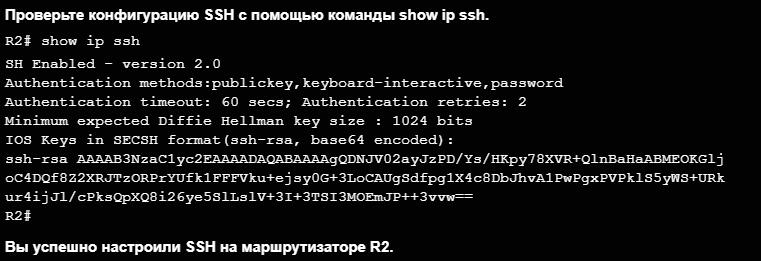 Проверьте конфигурацию SSH с помощью команды show ip ssh.
R2# show ip ssh
SH Enabled - version 2.0
Authentication methods:publickey,keyboard-interactive,password
Authentication timeout: 60 secs; Authentication retries: 2
Minimum expected Diffie Hellman key size : 1024 bits
IOS Keys in SECSH format(ssh-rsa, base64 encoded):
ssh-rsa AAAAB3NzaC1yc2EAAAADAQABAAAAgQDNJV02ayJzPD/Ys/HKpy78XVR+QlnBaHaABMEOKGlj
oC4DQf8Z2XRJTzORPrYUfk1FFFVku+ejsy0G+3LoCAUgSdfpg1X4c8DbJhvA1PwPgxPVPklS5yWS+URk
ur4ijJl/cPksQpXQ8i26ye5SlLslV+3I+3TSI3MOEmJP++3vvw==
R2#
Вы успешно настроили SSH на маршрутизаторе R2.